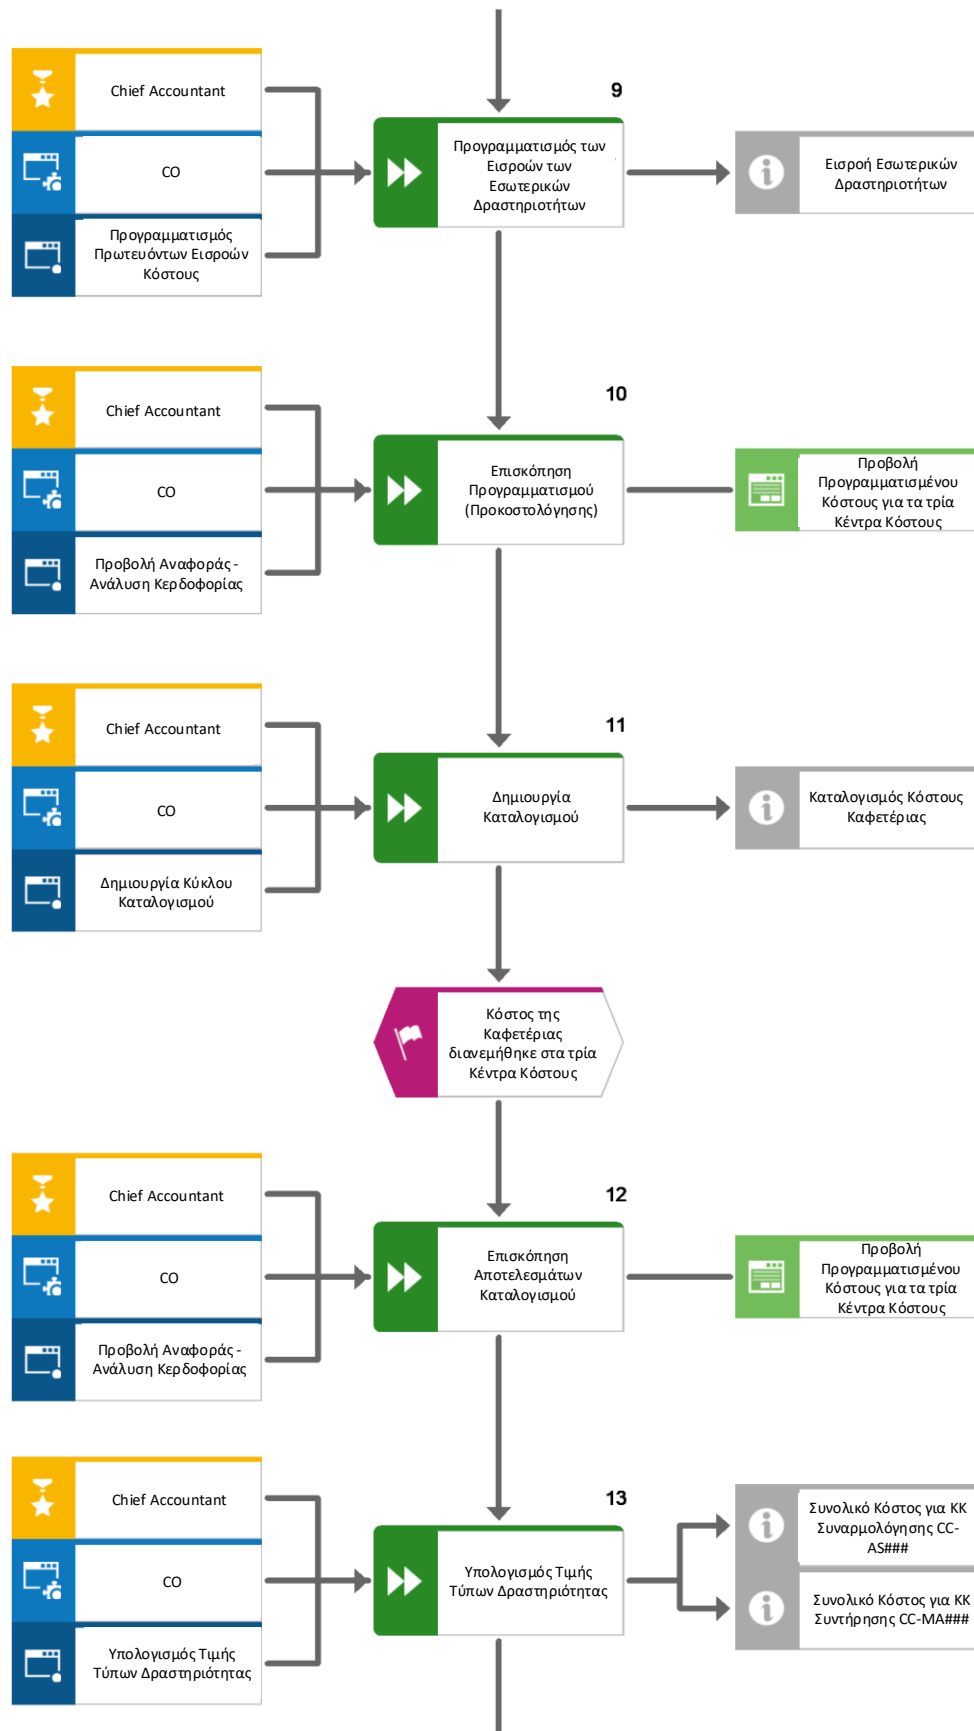 9
Chief Accountant
CO
Προγραμματισμός
Πρωτευόντων Εισροών
Κόστους
Προγραμματισμός των
Εισροών των
Εσωτερικών
Δραστηριοτήτων
Εισροή Εσωτερικών
Δραστηριοτήτων
10
Chief Accountant
CO
Προβολή Αναφοράς -
Ανάλυση Κερδοφορίας
Επισκόπηση
Προγραμματισμού
(Προκοστολόγησης)
Προβολή
Προγραμματισμένου
Κόστους για τα τρία
Κέντρα Κόστους
11
Chief Accountant
CO
Δημιουργία Κύκλου
Καταλογισμού
Δημιουργία
Καταλογισμού
Καταλογισμός Κόστους
Καφετέριας
Κόστος της
Καφετέριας
διανεμήθηκε στα τρία
Κέντρα Κόστους
12
Chief Accountant
CO
Προβολή Αναφοράς -
Ανάλυση Κερδοφορίας
Επισκόπηση
Αποτελεσμάτων
Καταλογισμού
Προβολή
Προγραμματισμένου
Κόστους για τα τρία
Κέντρα Κόστους
13
Chief Accountant
CO
Υπολογισμός Τιμής
Τύπων Δραστηριότητας
Υπολογισμός Τιμής
Τύπων Δραστηριότητας
Συνολικό Κόστος για ΚΚ
Συναρμολόγησης CC-
AS###
Συνολικό Κόστος για ΚΚ
Συντήρησης CC-MA###